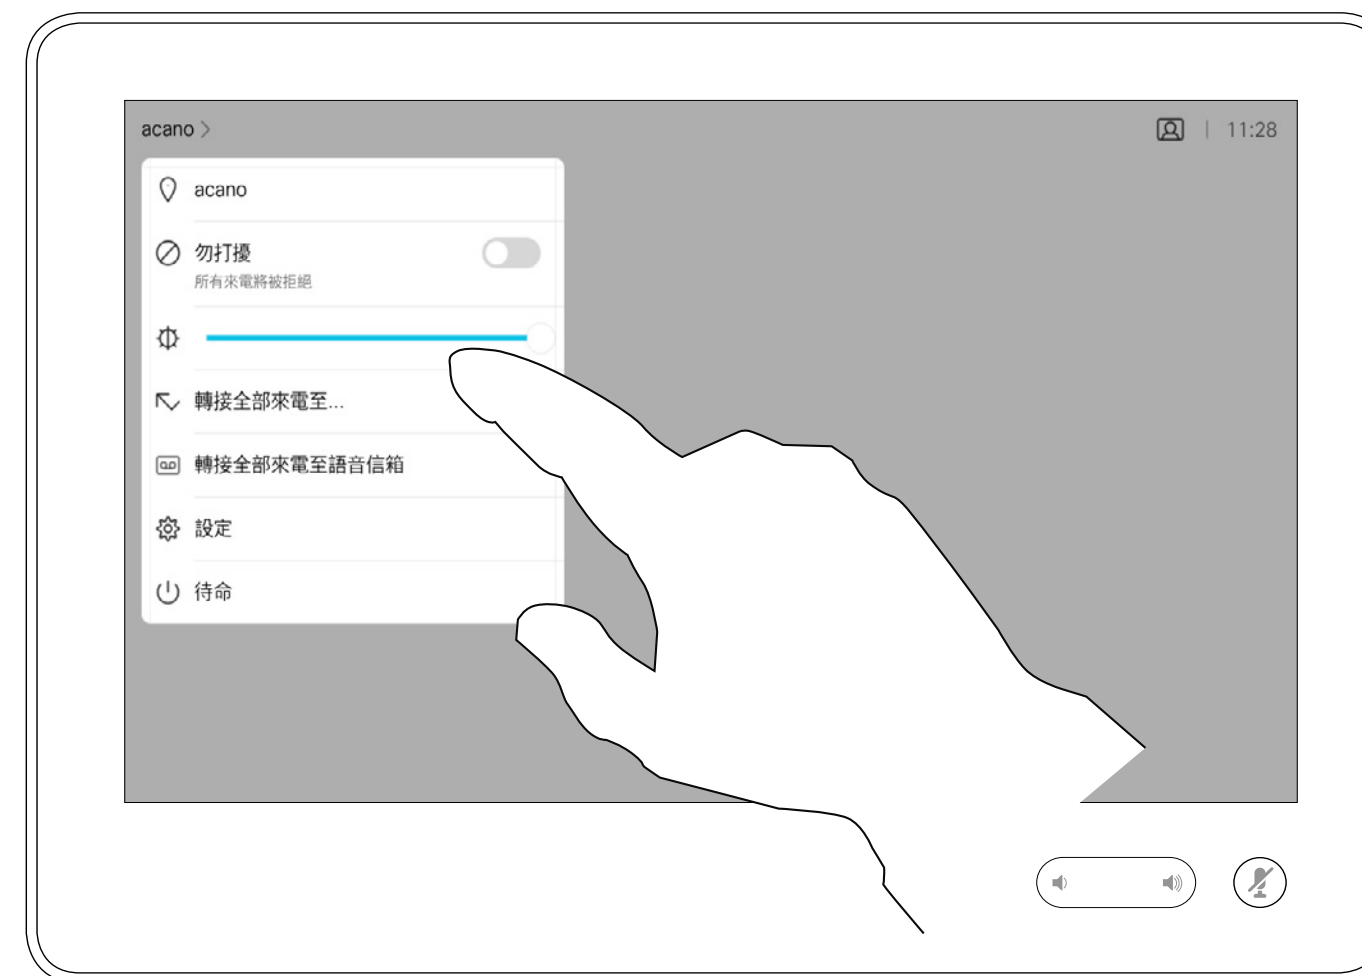 acano >
11:28
acano
勿打擾
所有來電將被拒絕
轉接全部來電至...
轉接全部來電至語音信箱
設定
待命